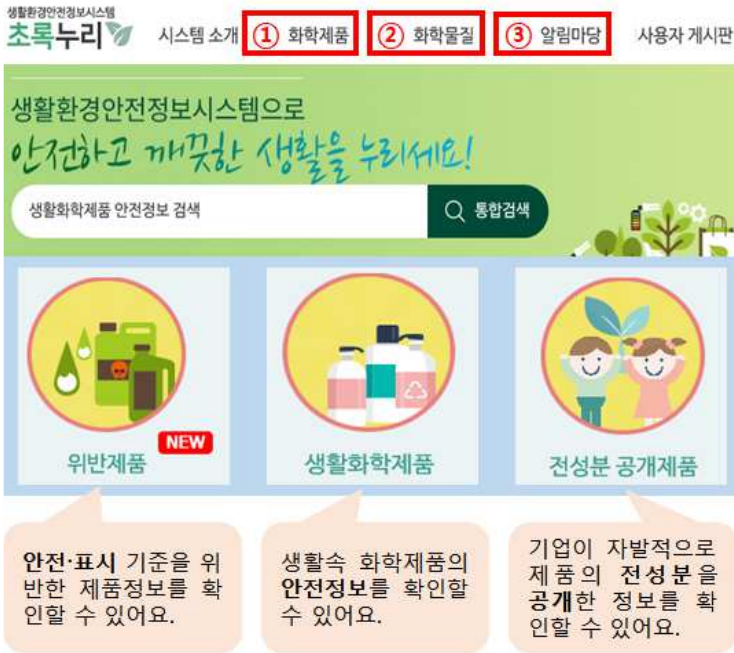 생활환경안전정보시스템
초록누리
시스템 소개 ① 화학제품 ② 화학물질 ③ 알림마당 사용자 게시판
생활환경안전정보시스템으로
안전하고 깨끗한 생활을 누리세요!
생활화학제품 안전정보 검색 통합검색
NEW
위반제품 생활화학제품 전성분 공개제품
안전·표시 기준을 위
반한 제품정보를 확
인할 수 있어요.
생활속 화학제품의
안전정보를 확인할
수 있어요.
기업이 자발적으로
제품의 전성분을
공개한 정보를 확
인할 수 있어요.